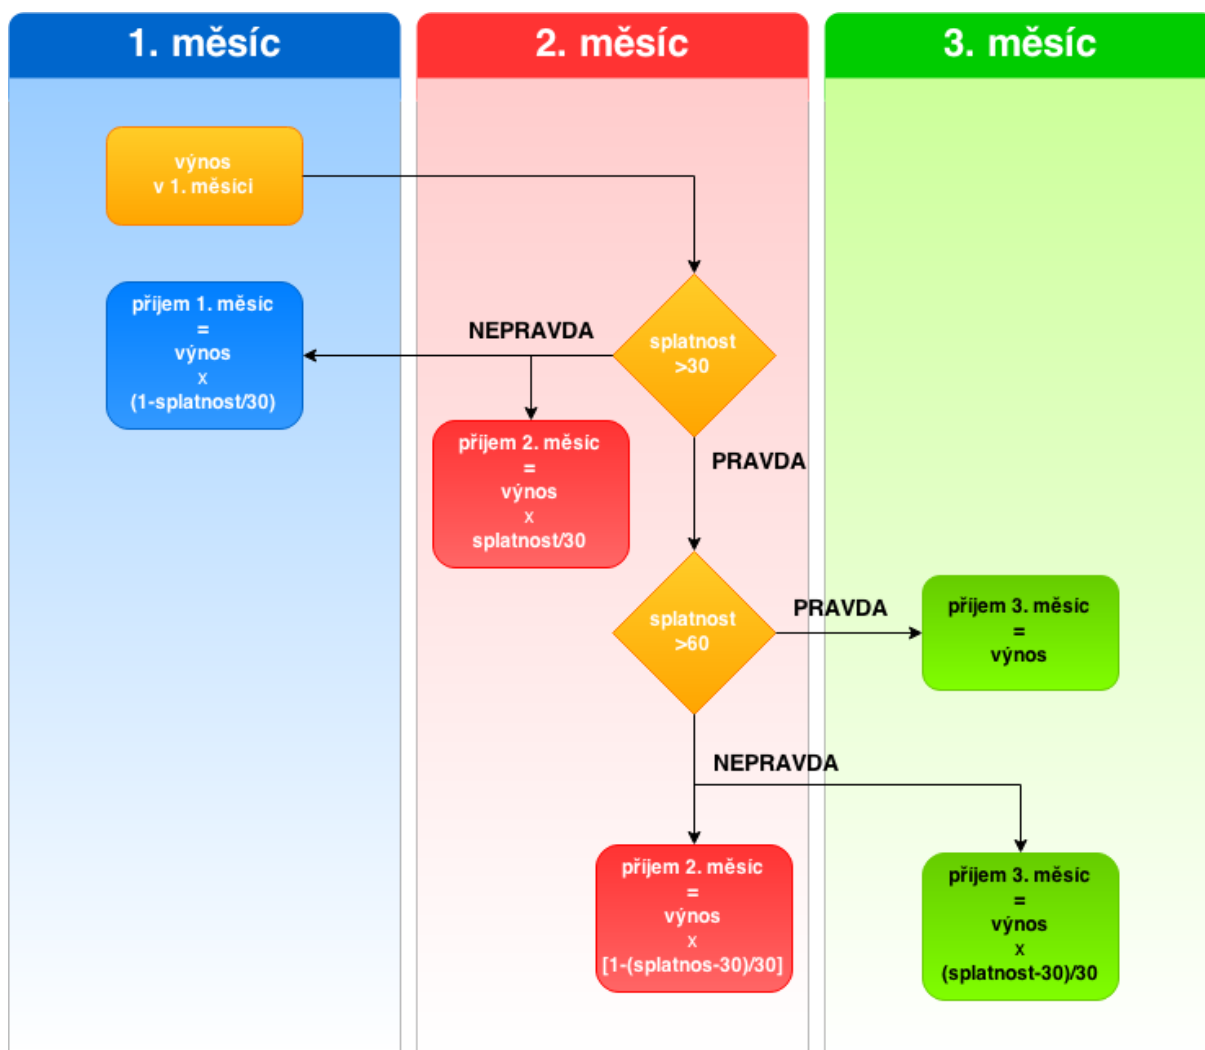 1. měsíc
2. měsíc
3. měsíc
výnos
v 1. měsíci
příjem 1. měsíc
=
výnos
x
(1-splatnost/30)
NEPRAVDA
splatnost
>30
příjem 2. měsíc
=
výnos
x
splatnost/30
PRAVDA
splatnost
>60
PRAVDA
příjem 3. měsíc
=
výnos
NEPRAVDA
příjem 2. měsíc
=
výnos
x
[1-(splatnos-30)/30]
příjem 3. měsíc
=
výnos
x
(splatnost-30)/30